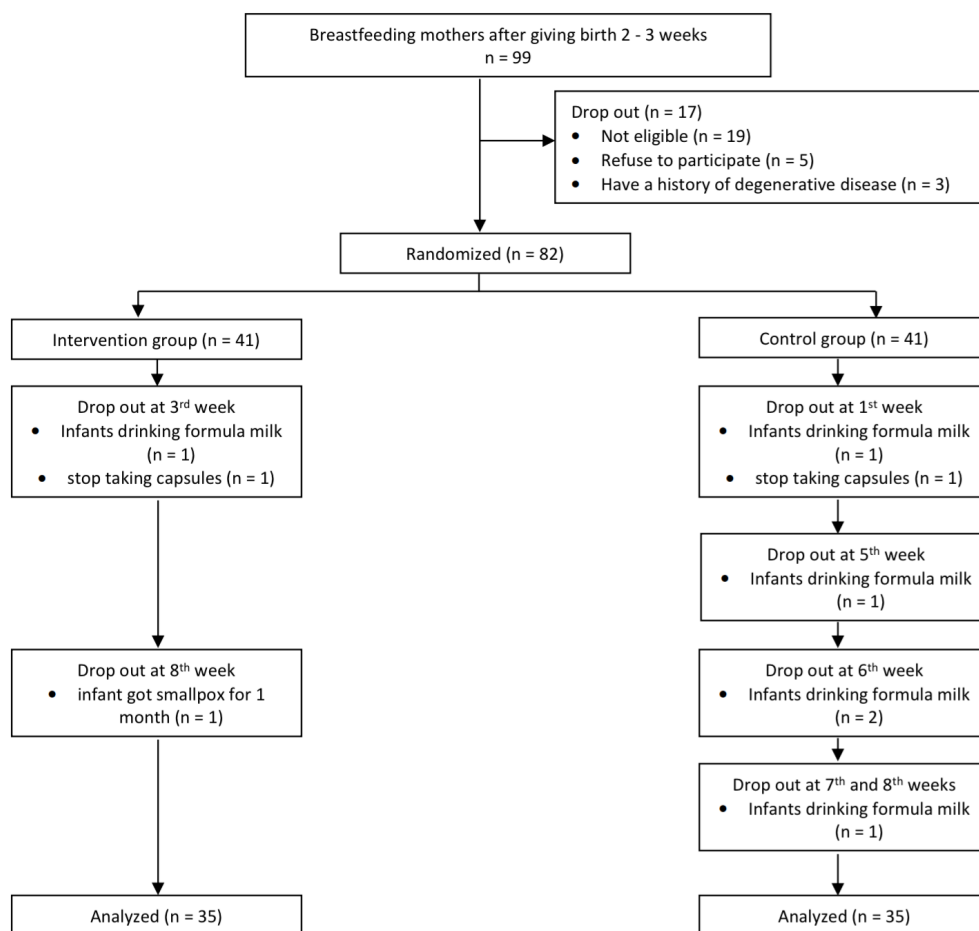 Breastfeeding mothers after giving birth 2 - 3 weeks
n = 99
Drop out (n = 17)
• Not eligible (n = 19)
• Refuse to participate (n = 5)
• Have a history of degenerative disease (n = 3)
Randomized (n = 82)
Intervention group (n = 41)
Control group (n = 41)
Drop out at 3rd week
• Infants drinking formula milk
(n = 1)
• stop taking capsules (n = 1)
Drop out at 1st week
• Infants drinking formula milk
(n = 1)
• stop taking capsules (n = 1)
Drop out at 5th week
• Infants drinking formula milk
(n = 1)
Drop out at 8th week
• infant got smallpox for 1
month (n = 1)
Drop out at 6th week
• Infants drinking formula milk
(n = 2)
Drop out at 7th and 8th weeks
• Infants drinking formula milk
(n = 1)
Analyzed (n = 35)
Analyzed (n = 35)